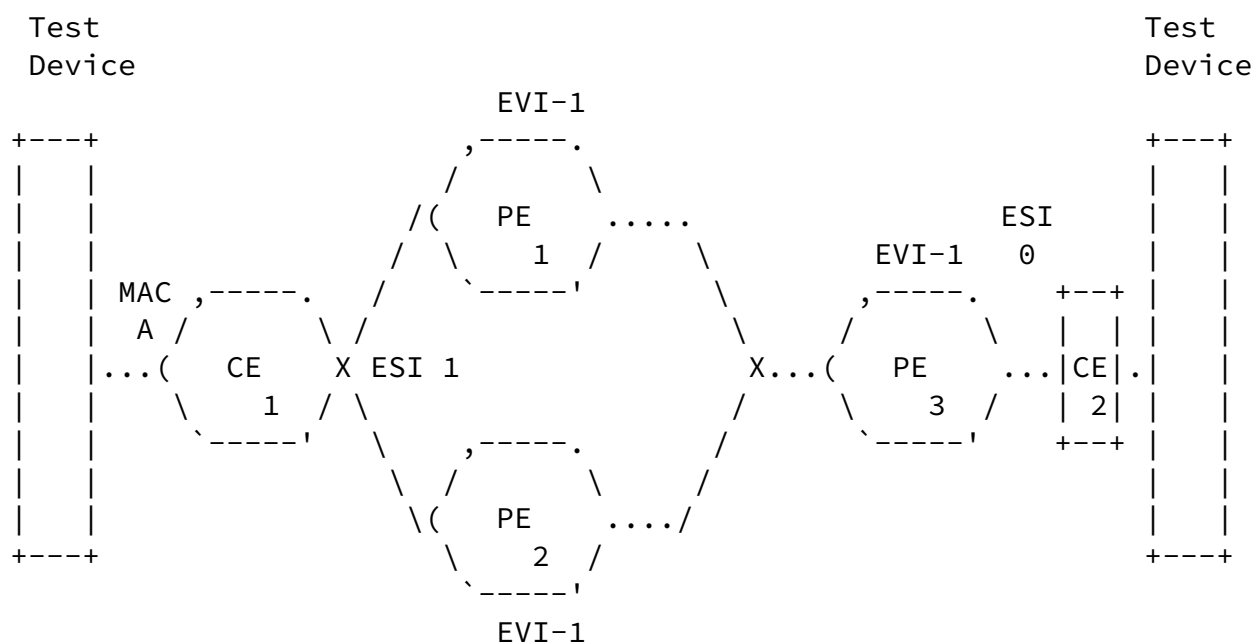 Test Test
Device Device
EVI-1
PE ESI
1 EVI-1 0
MAC
A
CE X ESI 1 X PE CE
1 3 2
PE
2
EVI-1